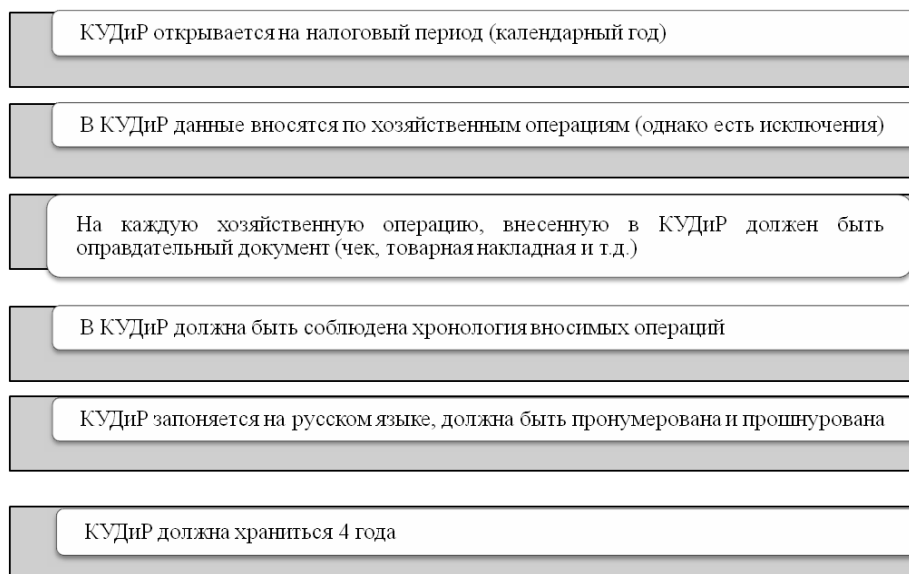 КУДиР открывается на налоговый период (календарный год)
В КУДиР данные вносятся по хозяйственным операциям (однако есть исключения)
На каждую хозяйственную операцию, внесенную в КУДиР должен быть
оправдательный документ (чек, товарная накладная и т.д.)
В КУДиР должна быть соблюдена хронология вносимых операций
КУДиР запоняется на русском языке, должна быть пронумерована и прошнурована
КУДиР должна храниться 4 года